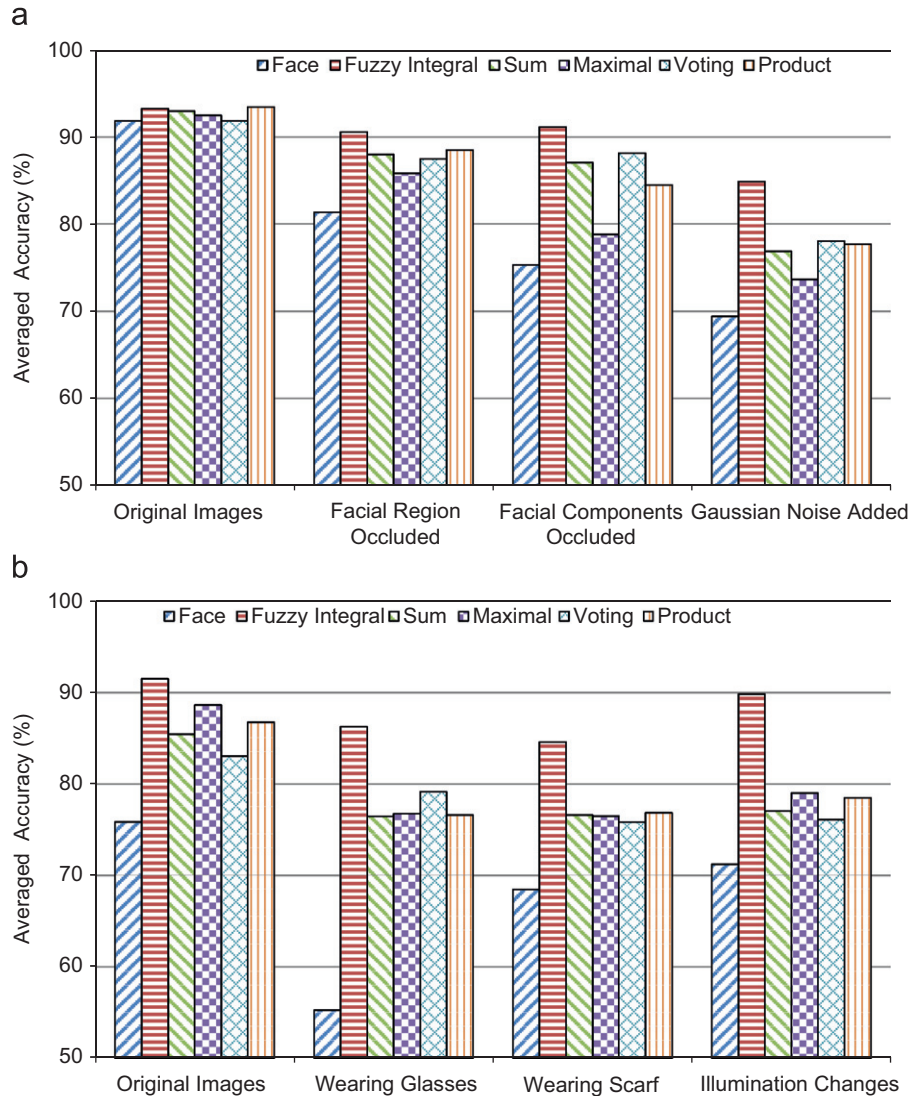 a
100
Face Fuzzy Integral Sum Maximal Voting Product
90
80
70
60
50
Averaged Accuracy (%)
Original Images
Facial Region
Occluded
Facial Components
Occluded
Gaussian Noise Added
b
100
Face Fuzzy Integral Sum Maximal Voting Product
90
80
70
60
50
Averaged Accuracy (%)
Original Images
Wearing Glasses
Wearing Scarf
Illumination Changes